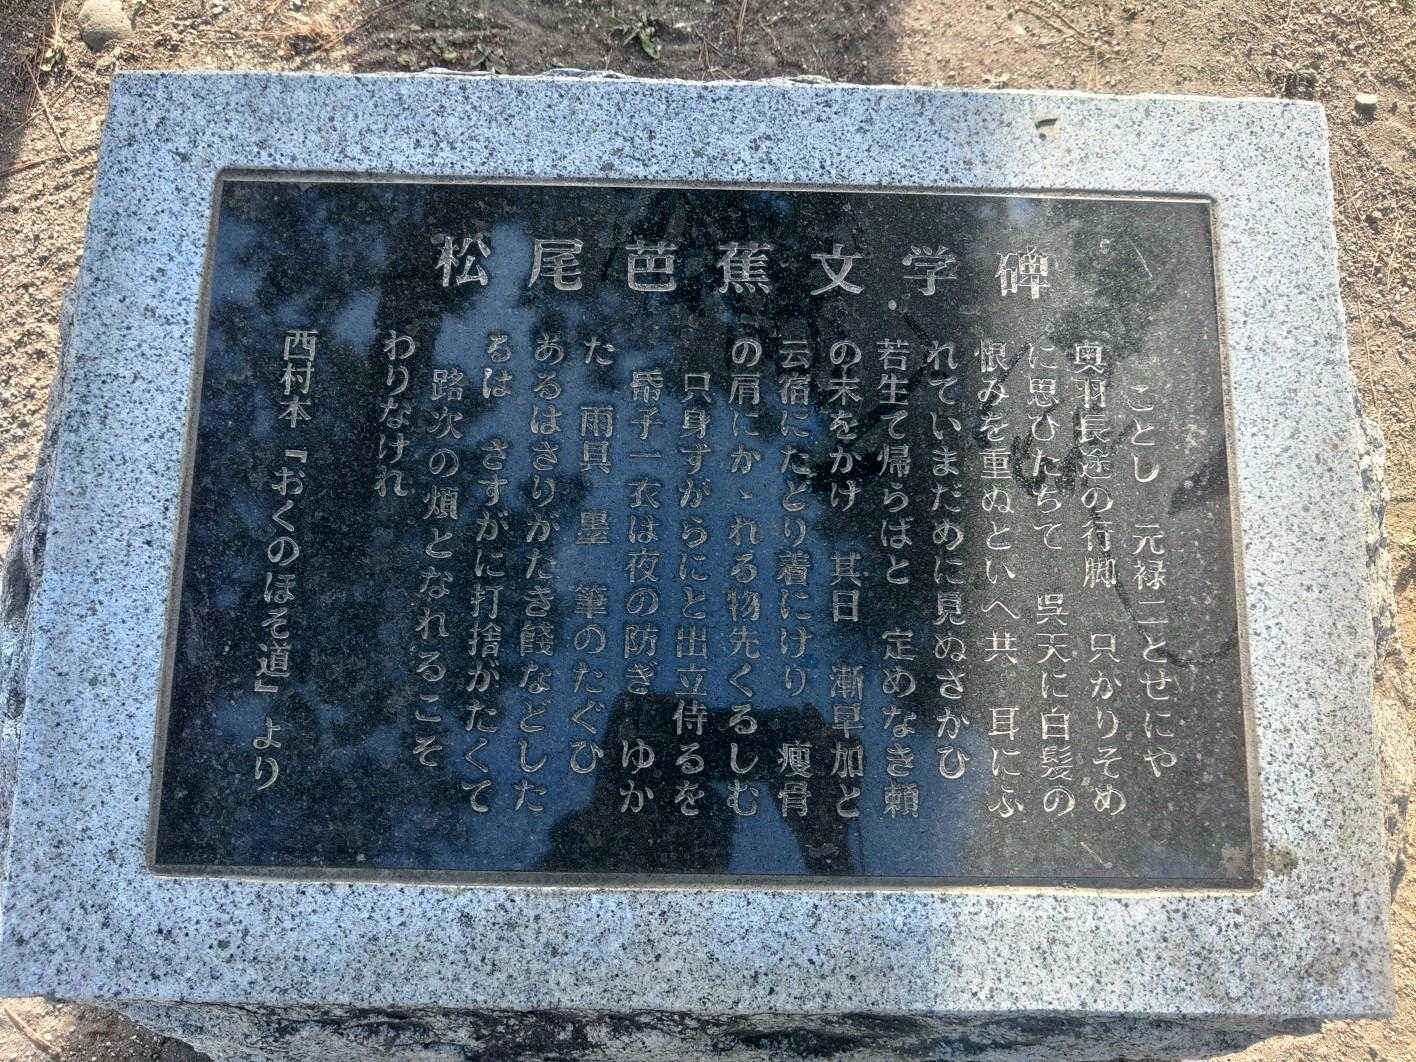 松尾芭蕉文学碑
ことし 元禄二とせにや
奥羽長途の行脚 只かりそめ
に思ひたちて 呉天に白髪の
恨みを重ぬといへ共 耳にふ
れていまだめに見ぬさかひ
若生て帰らばと 定めなき頼
の末をかけ 其日 漸早加と
云宿にたどり着にけり 痩骨
の肩にかゝれる物先くるしむ
只身ずがらにと出立侍るを
帋子一衣は夜の防ぎ ゆか
た 雨具 墨 筆のたぐひ
あるはさりがたき餞などした
るは さすがに打捨がたくて
路次の煩となれるこそ
わりなけれ
西村本『おくのほそ道』より